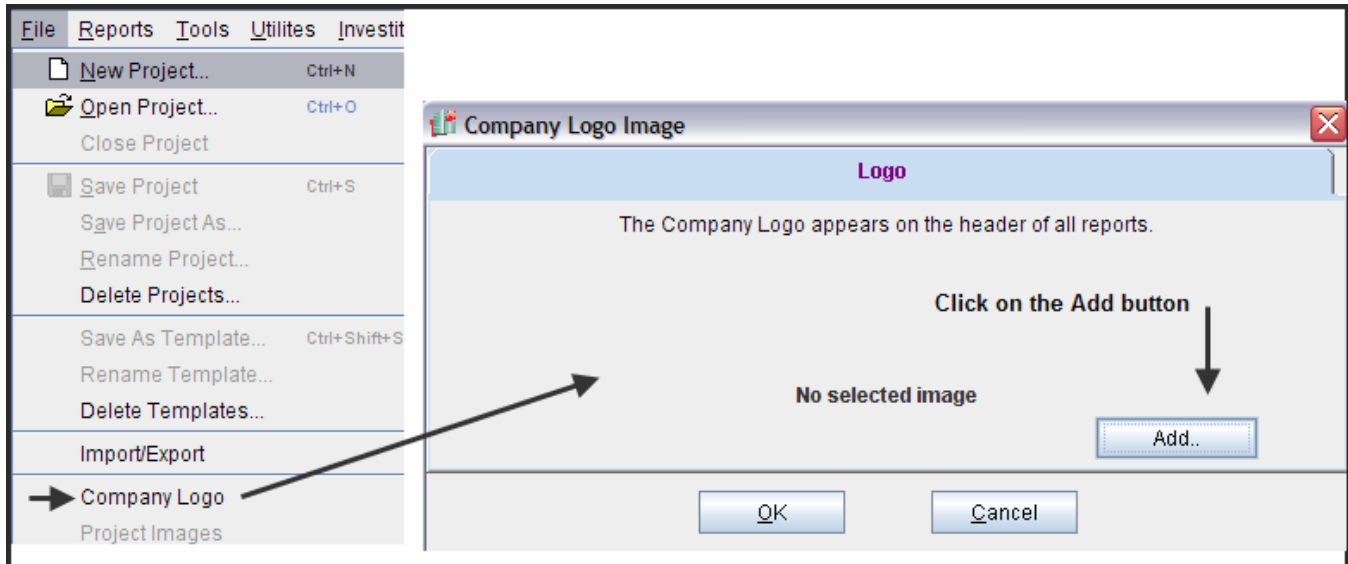 File Reports Tools Utilites Investit
New Project... Ctrl+N
Open Project... Ctrl+O
Close Project
Save Project Ctrl+S
Save Project As...
Rename Project...
Delete Projects...
Save As Template... Ctrl+Shift+S
Rename Template...
Delete Templates...
Import/Export
Company Logo
Project Images
Company Logo Image
Logo
The Company Logo appears on the header of all reports.
Click on the Add button
No selected image
Add..
OK Cancel